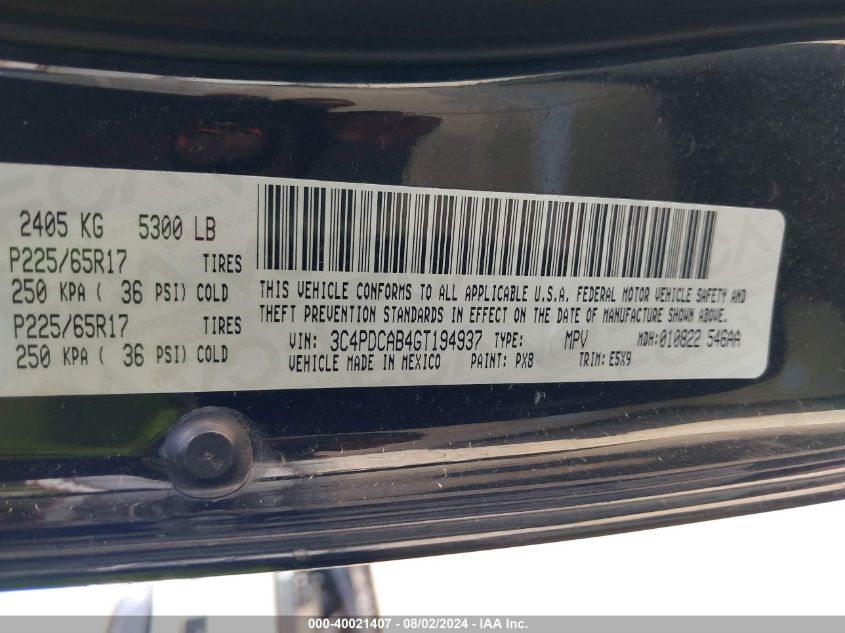 2405 KG 5300 LB
P225/65R17 TIRES
250 KPA ( 36 PSI) COLD
P225/65R17 TIRES
250 KPA ( 36 PSI) COLD
THIS VEHICLE CONFORMS TO ALL APPLICABLE U.S.A. FEDERAL MOTOR VEHICLE SAFETY AND
THEFT PREVENTION STANDARDS IN EFFECT ON THE DATE OF MANUFACTURE SHOWN ABOVE.
VIN: 3C4PDCAB4GT194937 TYPE: MPV MDH:010822 546AA
VEHICLE MADE IN MEXICO PAINT: PX8 TRIM: E5X9
000-40021407 - 08/02/2024 - IAA Inc.